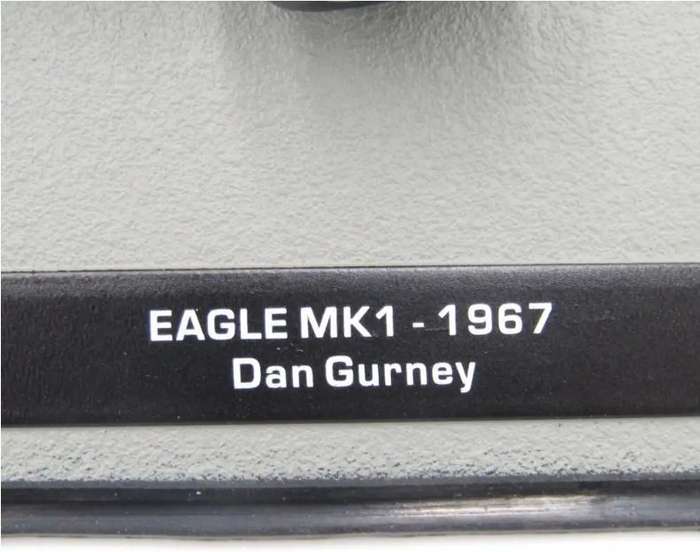 EAGLE MK1 - 1967
Dan Gurney